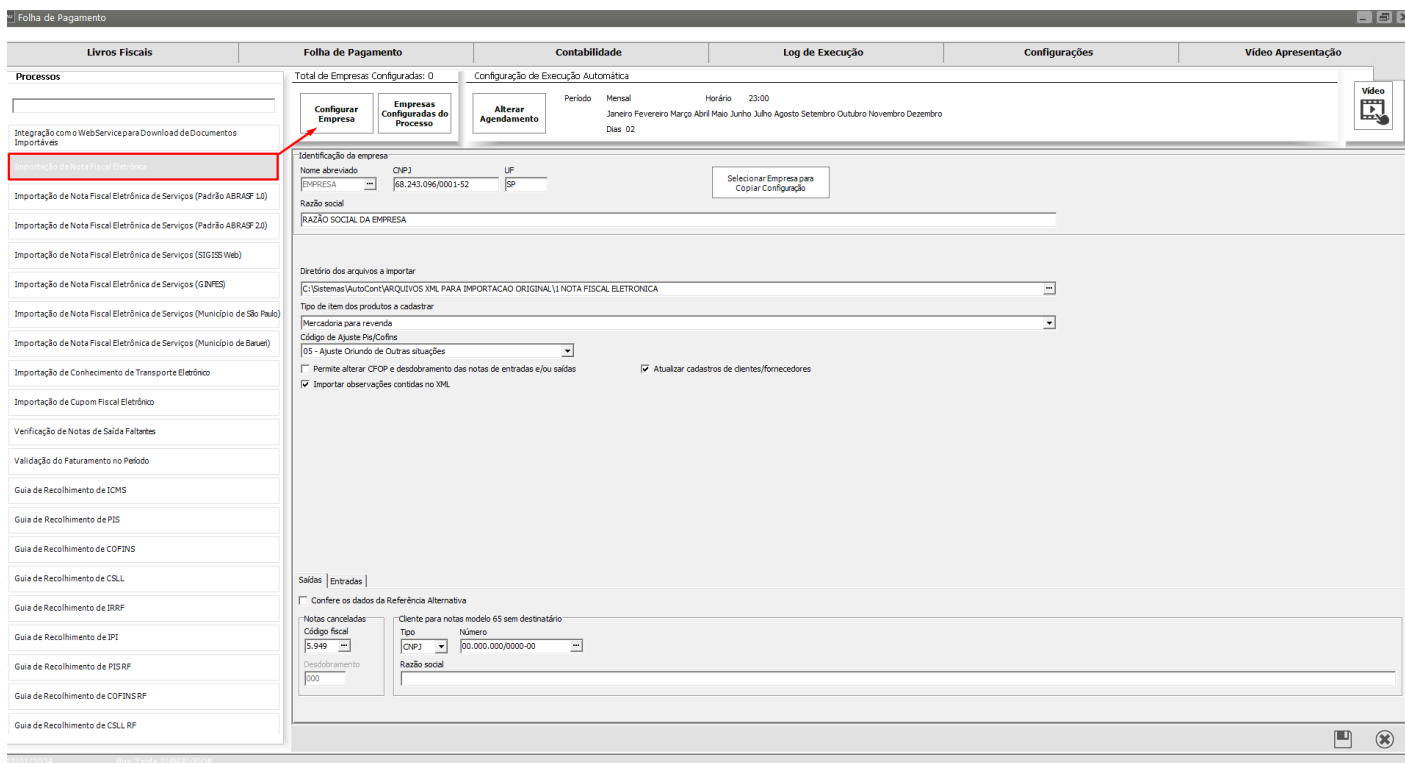 Folha de Pagamento
Livros Fiscais
Folha de Pagamento
Contabilidade
Log de Execução
Configurações
Vídeo Apresentação
Processos
Integração com o WebService para Download de Documentos
Importáveis
Importação de Nota Fiscal Eletrônica
Importação de Nota Fiscal Eletrônica de Serviços (Padrão ABRASF 1.0)
Importação de Nota Fiscal Eletrônica de Serviços (Padrão ABRASF 2.0)
Importação de Nota Fiscal Eletrônica de Serviços (SIGISS Web)
Importação de Nota Fiscal Eletrônica de Serviços (GINFES)
Importação de Nota Fiscal Eletrônica de Serviços (Município de São Paulo)
Importação de Nota Fiscal Eletrônica de Serviços (Município de Barueri)
Importação de Conhecimento de Transporte Eletrônico
Importação de Cupom Fiscal Eletrônico
Verificação de Notas de Saída Faltantes
Validação do Faturamento no Período
Guia de Recolhimento de ICMS
Guia de Recolhimento de PIS
Guia de Recolhimento de COFINS
Guia de Recolhimento de CSLL
Guia de Recolhimento de IRRF
Guia de Recolhimento de IPI
Guia de Recolhimento de PIS RF
Guia de Recolhimento de COFINS RF
Guia de Recolhimento de CSLL RF
Total de Empresas Configuradas: 0
Configurar
Empresa
Empresas
Configuradas do
Processo
Configuração de Execução Automática
Alterar
Agendamento
Período Mensal Horário 23:00
Janeiro Fevereiro Março Abril Maio Junho Julho Agosto Setembro Outubro Novembro Dezembro
Dias 02
Vídeo
Identificação da empresa
Nome abreviado CNPJ UF
EMPRESA ... 68.243.096/0001-52 SP
Selecionar Empresa para
Copiar Configuração
Razão social
RAZÃO SOCIAL DA EMPRESA
Diretório dos arquivos a importar
C:\Sistemas\AutoCont\ARQUIVOS XML PARA IMPORTACAO ORIGINAL\1 NOTA FISCAL ELETRONICA ...
Tipo de item dos produtos a cadastrar
Mercadoria para revenda
Código de Ajuste Pis/Cofins
05 - Ajuste Oriundo de Outras situações
Permite alterar CFOP e desdobramento das notas de entradas e/ou saídas
Atualizar cadastros de clientes/fornecedores
Importar observações contidas no XML
Saídas Entradas
Confere os dados da Referência Alternativa
Notas canceladas
Código fiscal
5.949 ...
Desdobramento
000
Cliente para notas modelo 65 sem destinatário
Tipo Número
CNPJ 00.000.000/0000-00 ...
Razão social
Boa Tarde SUPERVISOR